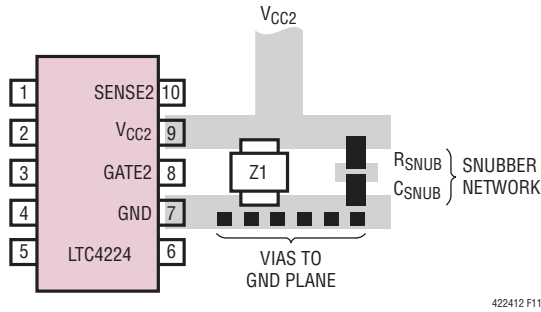 VCC2
1
SENSE2 10
2
VCC2 9
3
GATE2 8
4
GND 7
5
LTC4224
6
Z1
RSNUB
CSNUB
SNUBBER
NETWORK
VIAS TO
GND PLANE
422412 F11